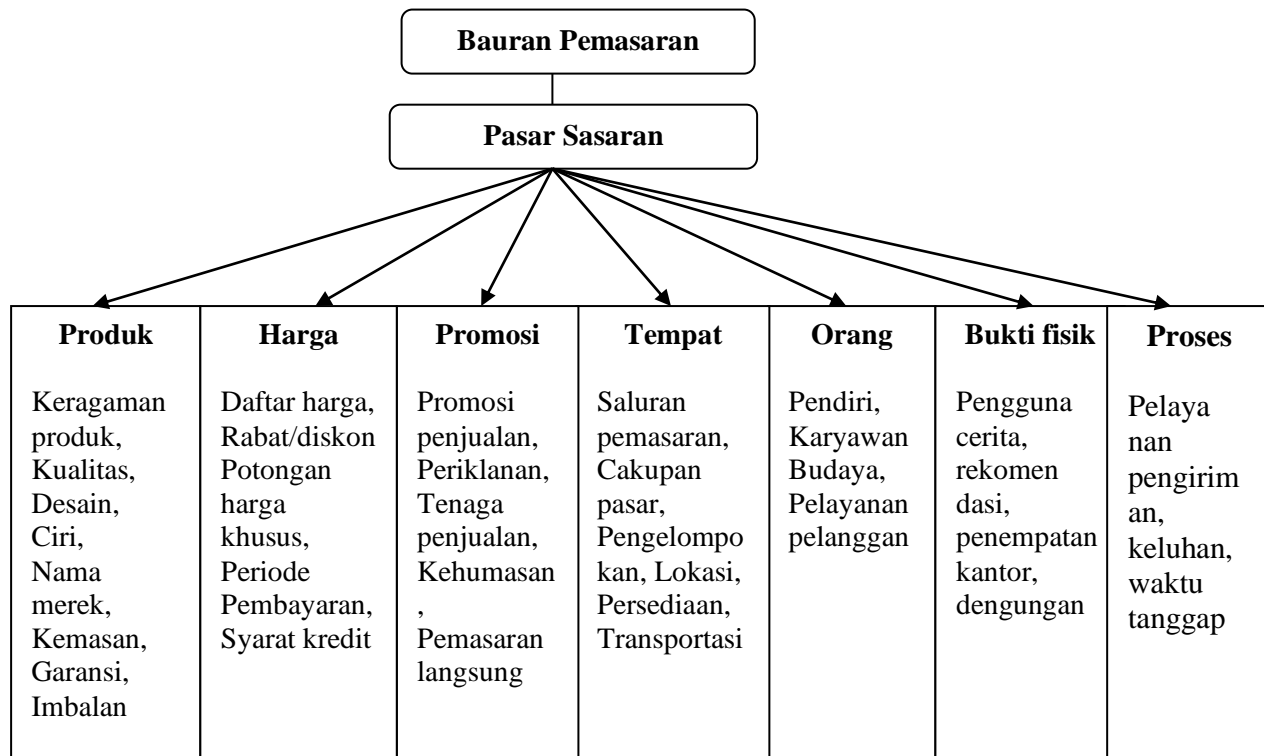 Bauran Pemasaran
Pasar Sasaran
Produk
Keragaman
produk,
Kualitas,
Desain,
Ciri,
Nama
merek,
Kemasan,
Garansi,
Imbalan
Harga
Daftar harga,
Rabat/diskon
Potongan
harga
khusus,
Periode
Pembayaran,
Syarat kredit
Promosi
Promosi
penjualan,
Periklanan,
Tenaga
penjualan,
Kehumasan
,
Pemasaran
langsung
Tempat
Saluran
pemasaran,
Cakupan
pasar,
Pengelompo
kan, Lokasi,
Persediaan,
Transportasi
Orang
Pendiri,
Karyawan
Budaya,
Pelayanan
pelanggan
Bukti fisik
Pengguna
cerita,
rekomen
dasi,
penempatan
kantor,
dengungan
Proses
Pelaya
nan
pengirim
an,
keluhan,
waktu
tanggap